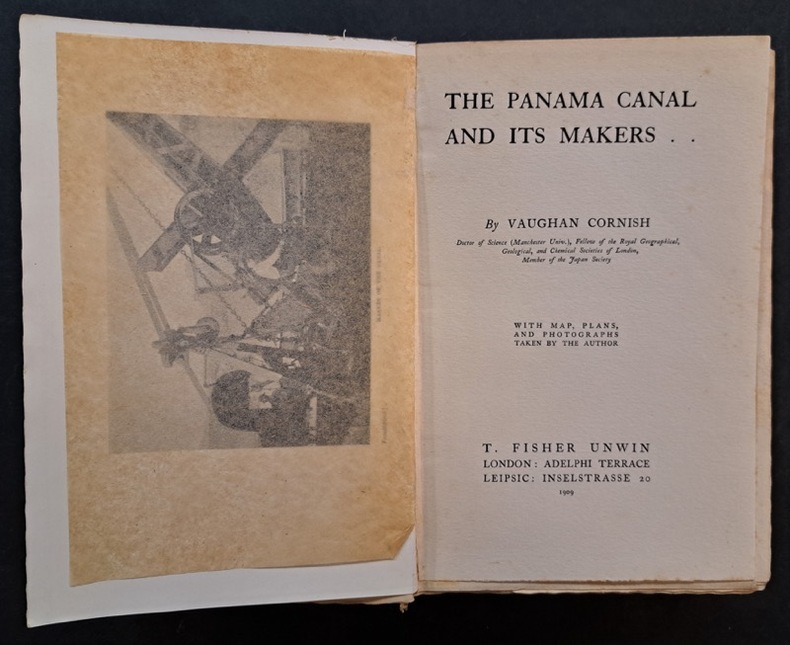 THE PANAMA CANAL
AND ITS MAKERS . .
By VAUGHAN CORNISH
Doctor of Science (Manchester Univ.), Fellow of the Royal Geographical,
Geological, and Chemical Societies of London,
Member of the Japan Society
WITH MAP, PLANS,
AND PHOTOGRAPHS
TAKEN BY THE AUTHOR
T. FISHER UNWIN
LONDON: ADELPHI TERRACE
LEIPSIC: INSELSTRASSE 20
1909